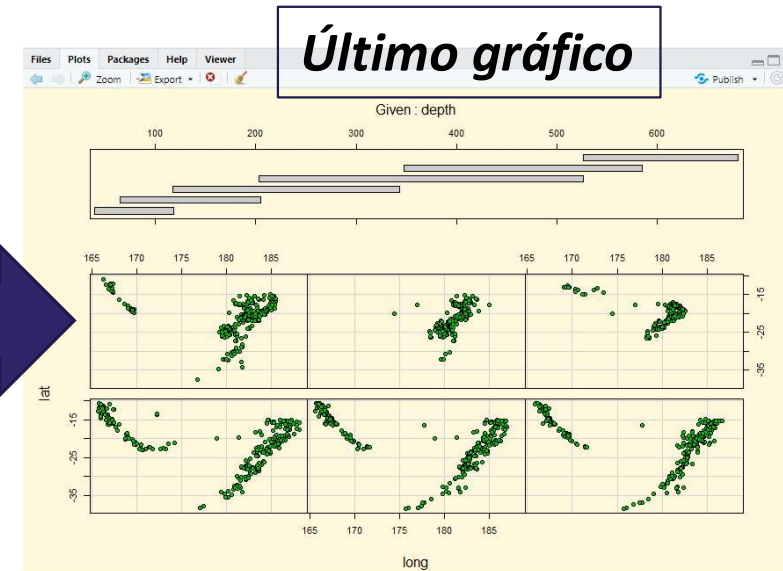 Último gráfico
Files Plots Packages Help Viewer
Zoom Export Publish
Given : depth
100 200 300 400 500 600
165 170 175 180 185 165 170 175 180 185
-15
-25
-35
lat
-15
-25
-35
165 170 175 180 185
long